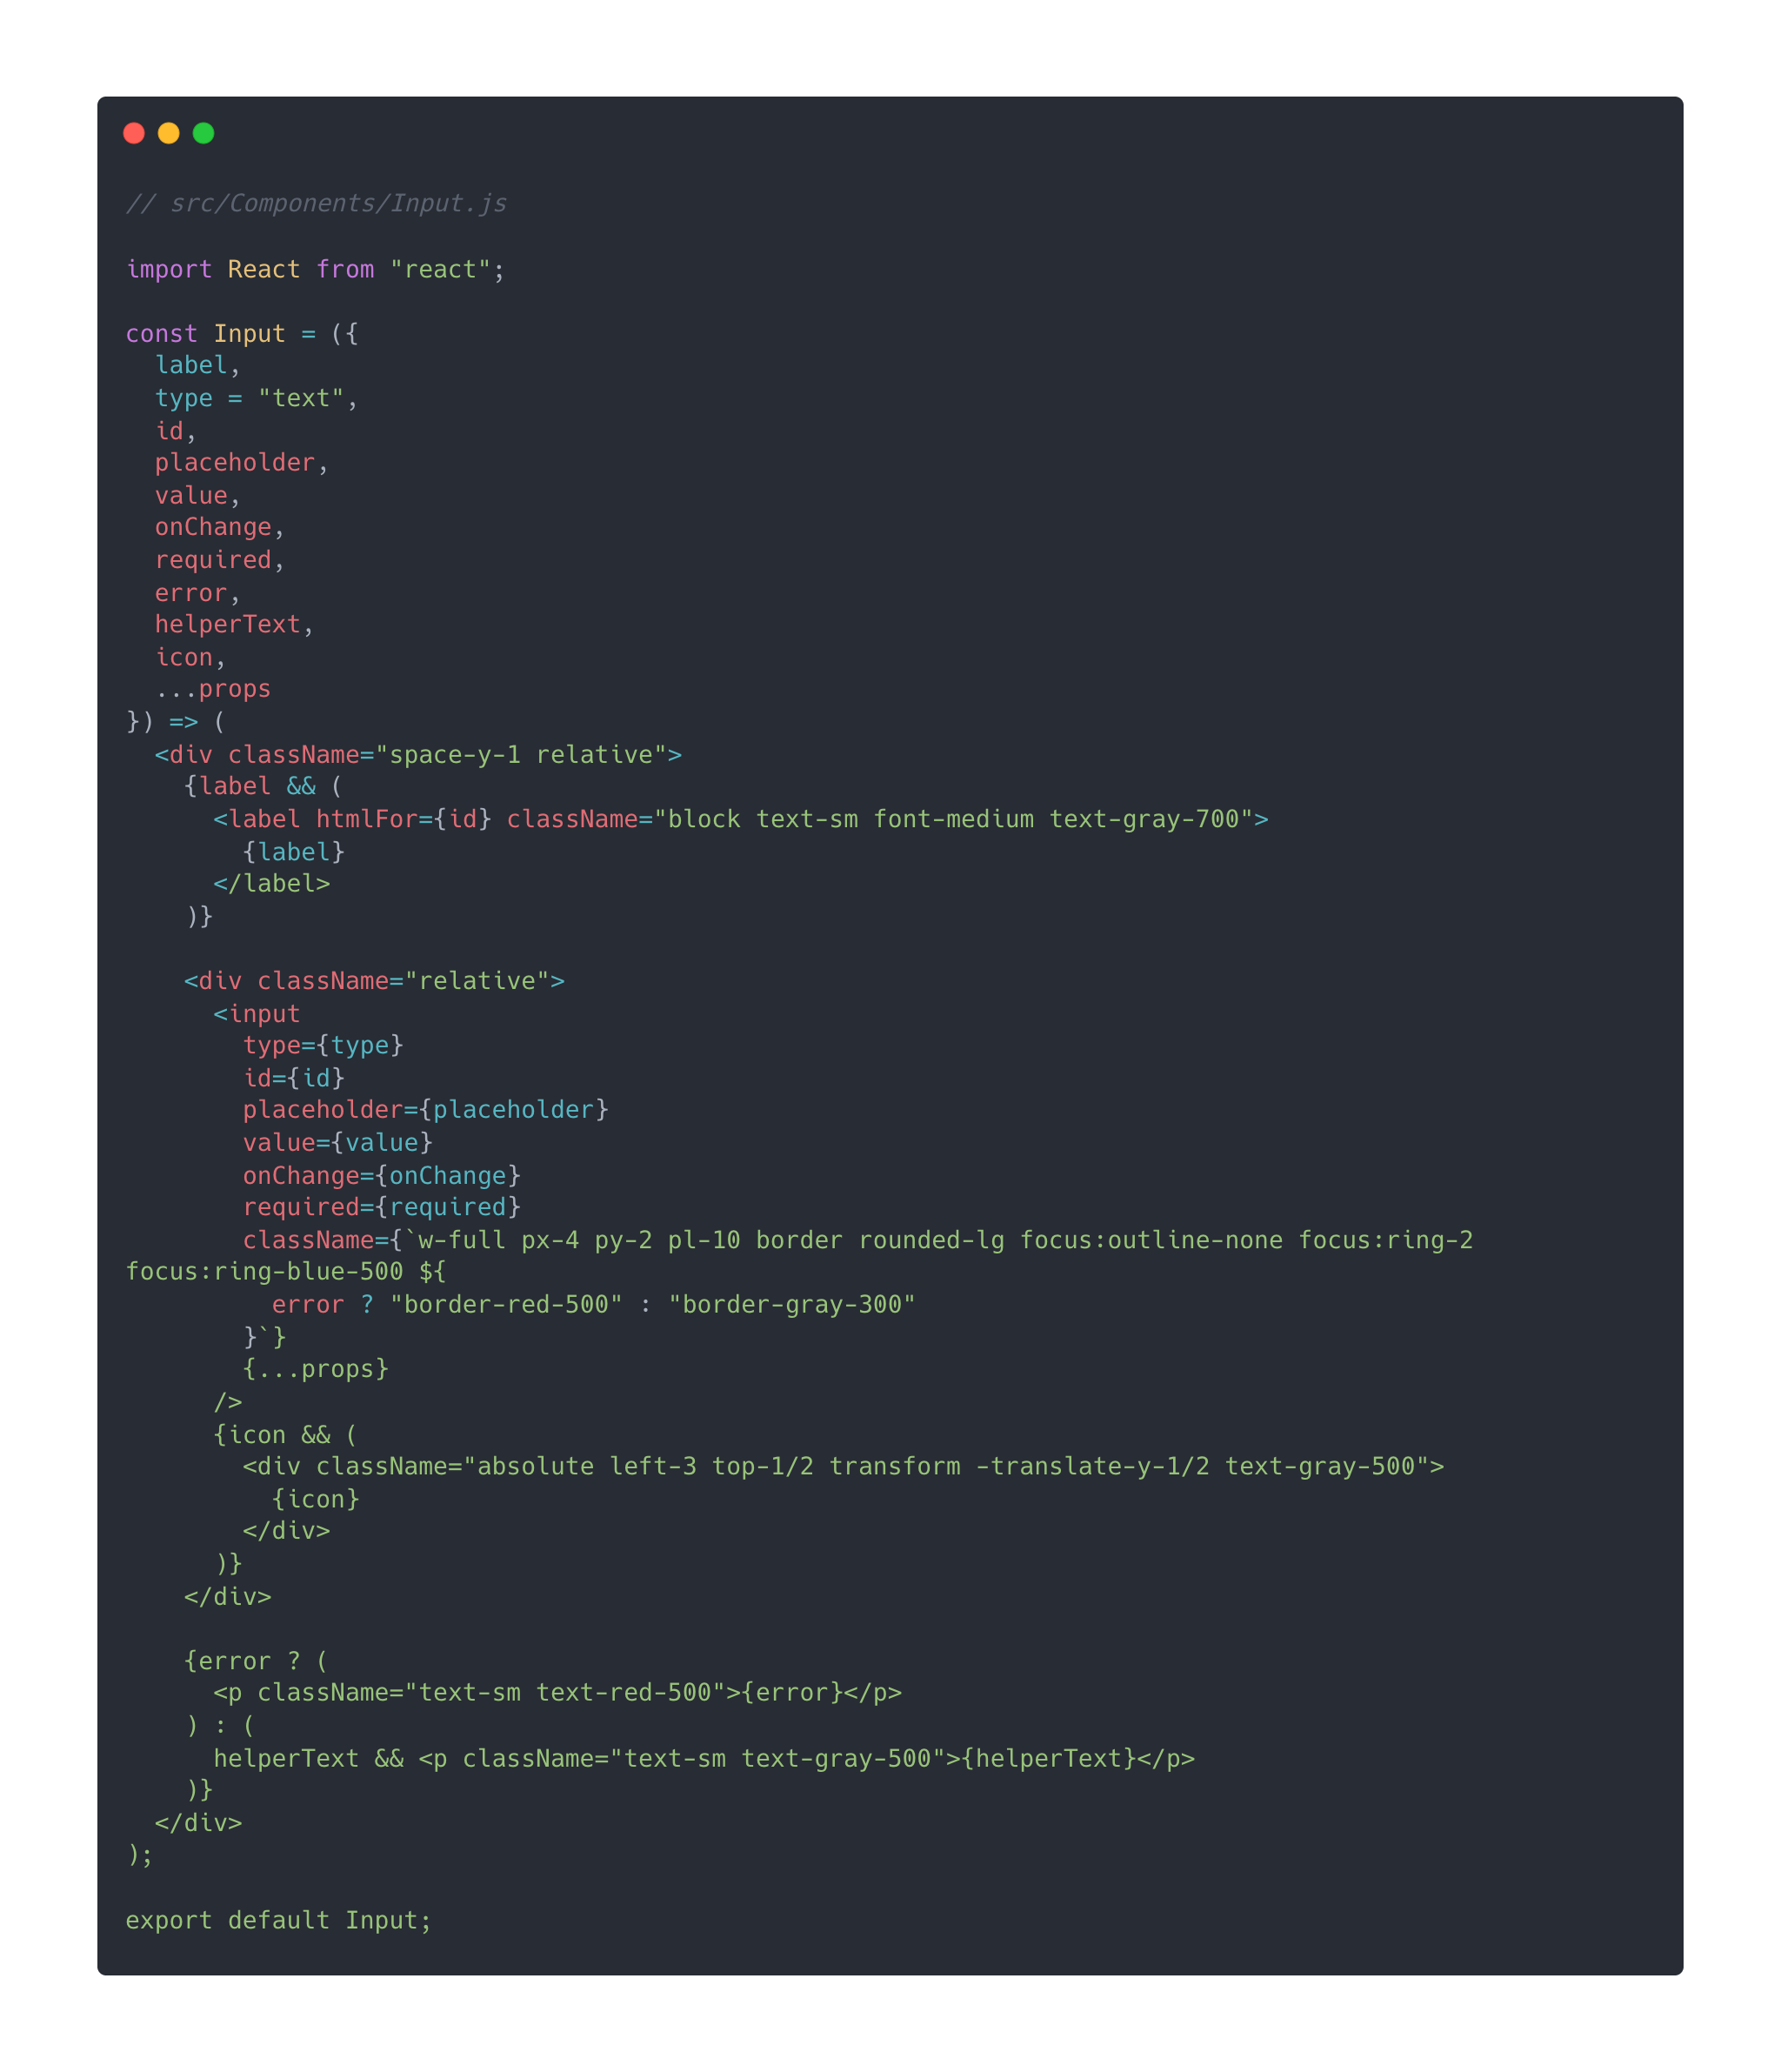 // src/Components/Input.js

import React from "react";

const Input = ({
  label,
  type = "text",
  id,
  placeholder,
  value,
  onChange,
  required,
  error,
  helperText,
  icon,
  ...props
}) => (
  <div className="space-y-1 relative">
    {label && (
      <label htmlFor={id} className="block text-sm font-medium text-gray-700">
        {label}
      </label>
    )}

    <div className="relative">
      <input
        type={type}
        id={id}
        placeholder={placeholder}
        value={value}
        onChange={onChange}
        required={required}
        className={`w-full px-4 py-2 pl-10 border rounded-lg focus:outline-none focus:ring-2
focus:ring-blue-500 ${
          error ? "border-red-500" : "border-gray-300"
        }`}
        {...props}
      />
      {icon && (
        <div className="absolute left-3 top-1/2 transform -translate-y-1/2 text-gray-500">
          {icon}
        </div>
      )}
    </div>

    {error ? (
      <p className="text-sm text-red-500">{error}</p>
    ) : (
      helperText && <p className="text-sm text-gray-500">{helperText}</p>
    )}
  </div>
);

export default Input;